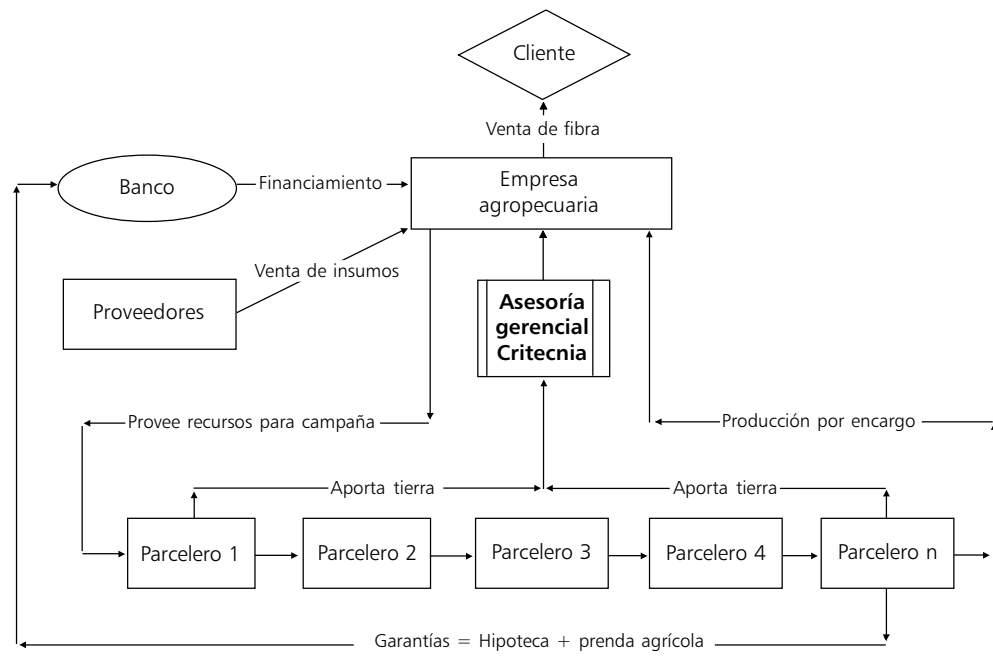 Cliente
Venta de fibra
Banco
Financiamiento
Empresa
agropecuaria
Venta de insumos
Proveedores
Asesoría
gerencial
Critecnia
Provee recursos para campaña
Producción por encargo
Aporta tierra
Aporta tierra
Parcelero 1
Parcelero 2
Parcelero 3
Parcelero 4
Parcelero n
Garantías = Hipoteca + prenda agrícola